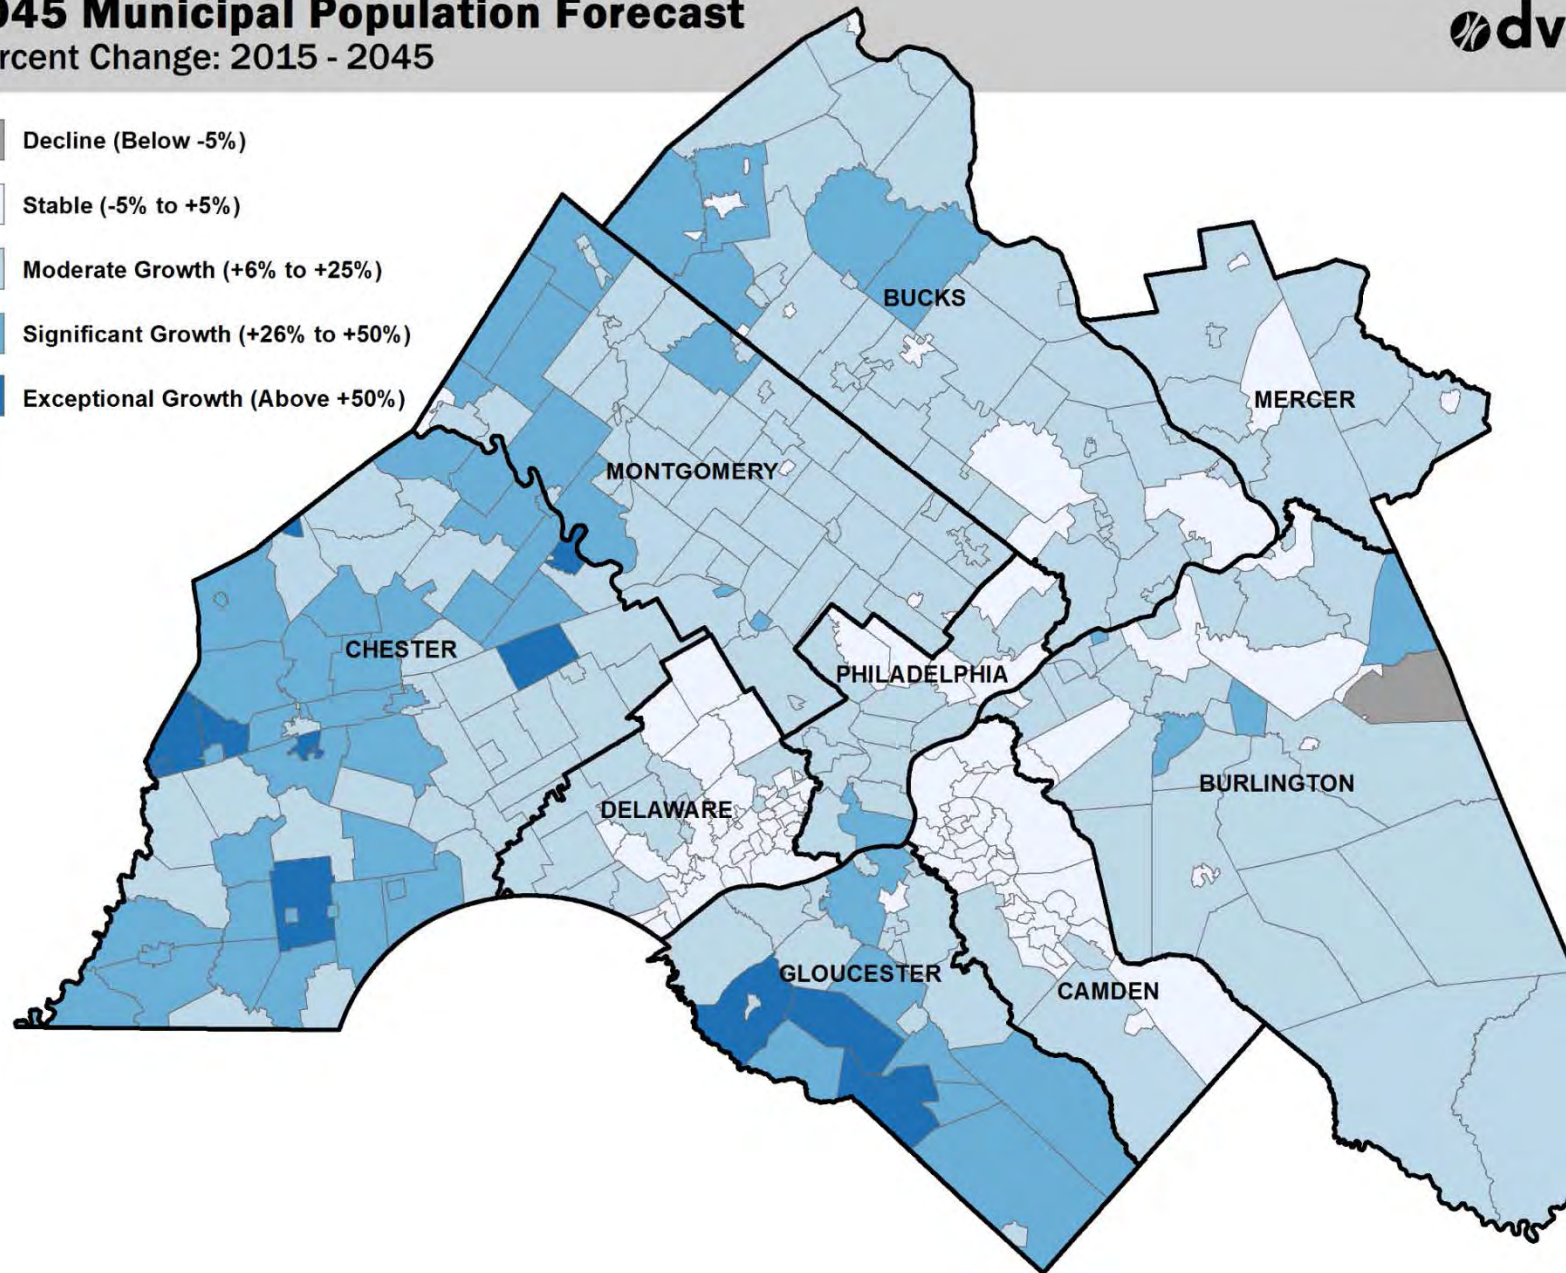 045 Municipal Population Forecast
rcent Change: 2015 - 2045
dv
Decline (Below -5%)
Stable (-5% to +5%)
Moderate Growth (+6% to +25%)
Significant Growth (+26% to +50%)
Exceptional Growth (Above +50%)
BUCKS
MERCER
MONTGOMERY
CHESTER
PHILADELPHIA
BURLINGTON
DELAWARE
GLOUCESTER
CAMDEN